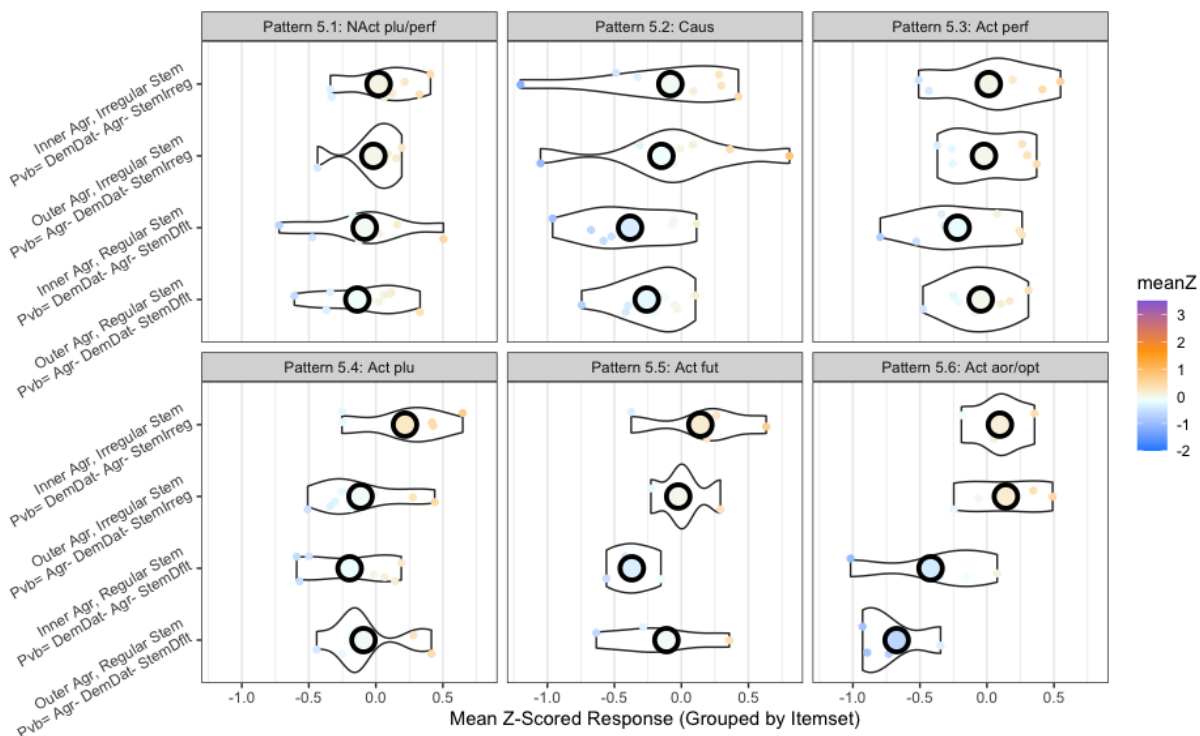 Pattern 5.1: NAct plu/perf
Pattern 5.2: Caus
Pattern 5.3: Act perf
Inner Agr, Irregular Stem
Pvb= DemDat- Agr- StemIrreg
Outer Agr, Irregular Stem
Pvb= Agr- DemDat- StemIrreg
Inner Agr, Regular Stem
Pvb= DemDat- Agr- StemDflt
Outer Agr, Regular Stem
Pvb= Agr- DemDat- StemDflt
Pattern 5.4: Act plu
Pattern 5.5: Act fut
Pattern 5.6: Act aor/opt
Inner Agr, Irregular Stem
Pvb= DemDat- Agr- StemIrreg
Outer Agr, Irregular Stem
Pvb= Agr- DemDat- StemIrreg
Inner Agr, Regular Stem
Pvb= DemDat- Agr- StemDflt
Outer Agr, Regular Stem
Pvb= Agr- DemDat- StemDflt
-1.0 -0.5 0.0 0.5
-1.0 -0.5 0.0 0.5
-1.0 -0.5 0.0 0.5
Mean Z-Scored Response (Grouped by Itemset)
meanZ
3
2
1
0
-1
-2